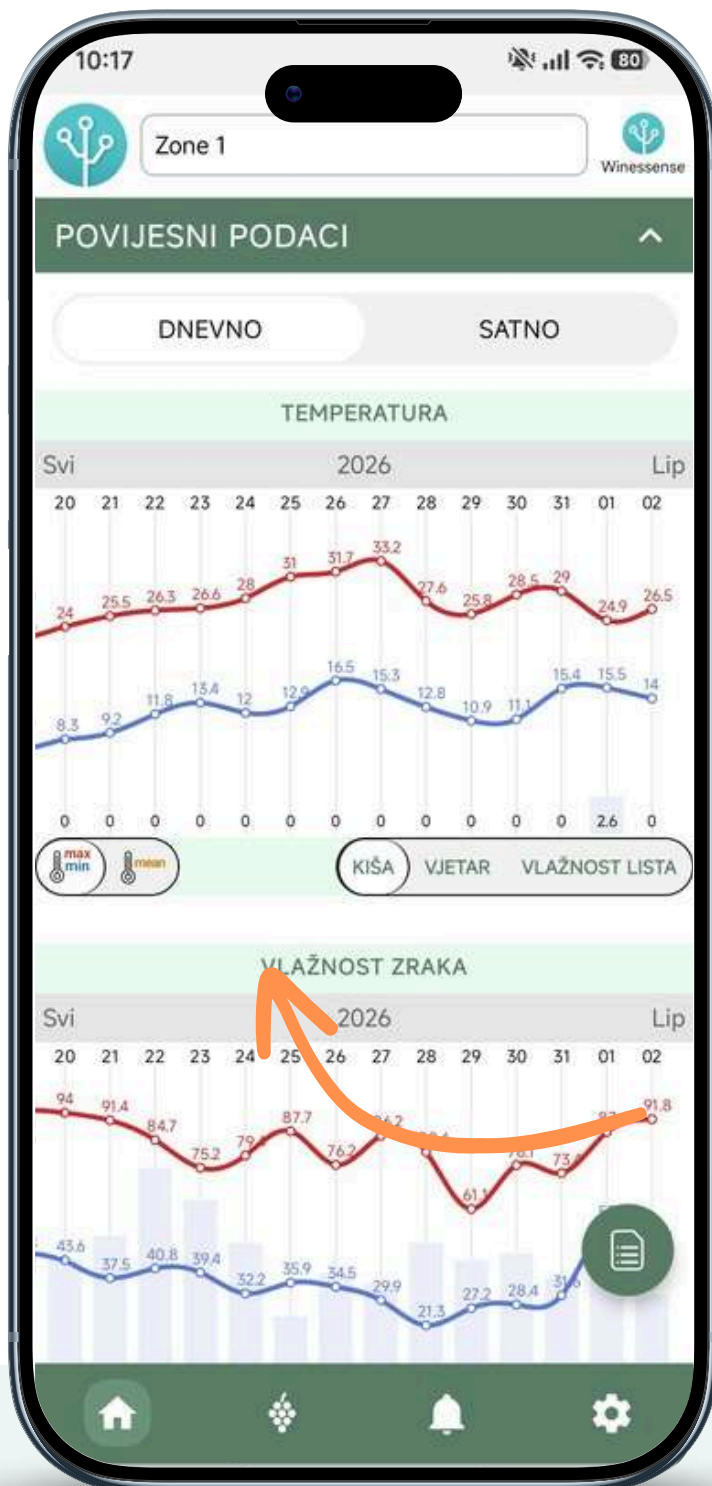 10:17 80
Zone 1
Winessense
POVIJESNI PODACI
DNEVNO SATNO
TEMPERATURA
Svi 2026 Lip
20 21 22 23 24 25 26 27 28 29 30 31 01 02
24 25.5 26.3 26.6 28 31 31.7 33.2 27.6 25.8 28.5 29 24.9 26.5
8.3 9.2 11.8 13.4 12 12.9 16.5 15.3 12.8 10.9 11.1 15.4 15.5 14
0 0 0 0 0 0 0 0 0 0 0 0 2.6 0
max
min
mean
KIŠA VJETAR VLAŽNOST LISTA
VLAŽNOST ZRAKA
Svi 2026 Lip
20 21 22 23 24 25 26 27 28 29 30 31 01 02
94 91.4 84.7 75.2 87.7 76.2 61.1 91.8
43.6 37.5 40.8 39.4 32.2 35.9 34.5 29.9 21.3 27.2 28.4